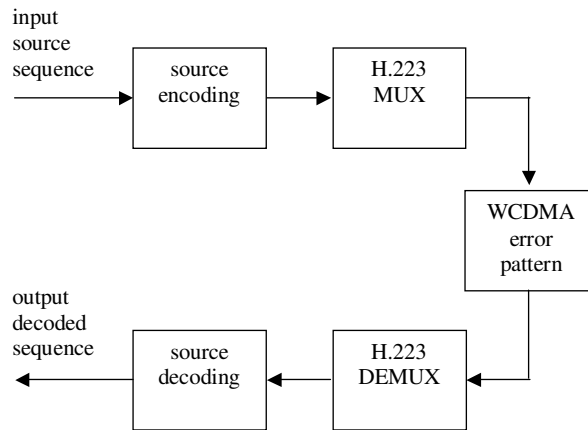 input
source
sequence
source
encoding
H.223
MUX
WCDMA
error
pattern
output
decoded
sequence
source
decoding
H.223
DEMUX